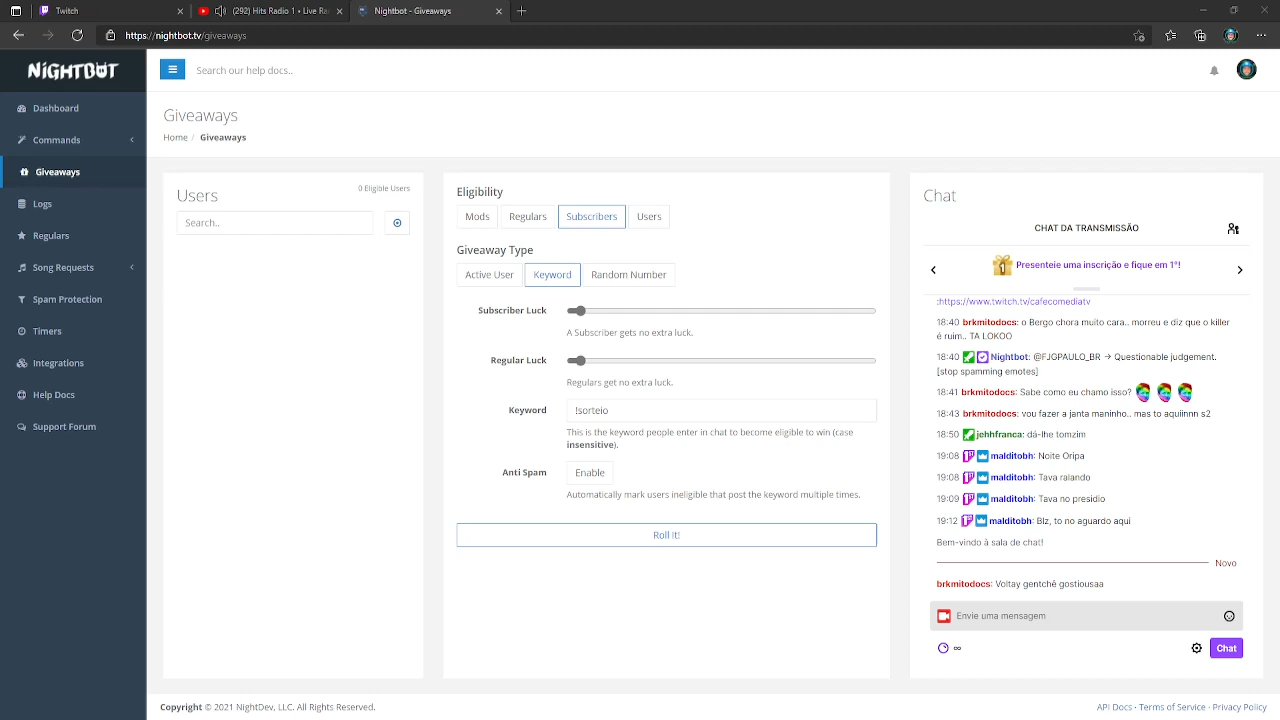 Twitch
(292) Hits Radio 1 • Live Ra
Nightbot - Giveaways
https://nightbot.tv/giveaways
NIGHTBOT
Search our help docs..
Dashboard
Commands
Giveaways
Logs
Regulars
Song Requests
Spam Protection
Timers
Integrations
Help Docs
Support Forum
Giveaways
Home / Giveaways
Users
0 Eligible Users
Search..
Eligibility
Mods Regulars Subscribers Users
Giveaway Type
Active User Keyword Random Number
Subscriber Luck
A Subscriber gets no extra luck.
Regular Luck
Regulars get no extra luck.
Keyword !sorteio
This is the keyword people enter in chat to become eligible to win (case
insensitive).
Anti Spam Enable
Automatically mark users ineligible that post the keyword multiple times.
Roll It!
Chat
CHAT DA TRANSMISSÃO
1 Presenteie uma inscrição e fique em 1º!
:https://www.twitch.tv/cafecomediatv
18:40 brkmitodocs: o Bergo chora muito cara.. morreu e diz que o killer
é ruim.. TA LOKOO
18:40 Nightbot: @FJGPAULO_BR -> Questionable judgement.
[stop spamming emotes]
18:41 brkmitodocs: Sabe como eu chamo isso?
18:43 brkmitodocs: vou fazer a janta maninho.. mas to aquiinnn s2
18:50 jehhfranca: dá-lhe tomzim
19:08 malditobh: Noite Oripa
19:08 malditobh: Tava ralando
19:09 malditobh: Tava no presidio
19:12 malditobh: Blz, to no aguardo aqui
Bem-vindo à sala de chat!
Novo
brkmitodocs: Voltay gentchê gostiousaa
Envie uma mensagem
∞
Chat
Copyright © 2021 NightDev, LLC. All Rights Reserved.
API Docs · Terms of Service · Privacy Policy